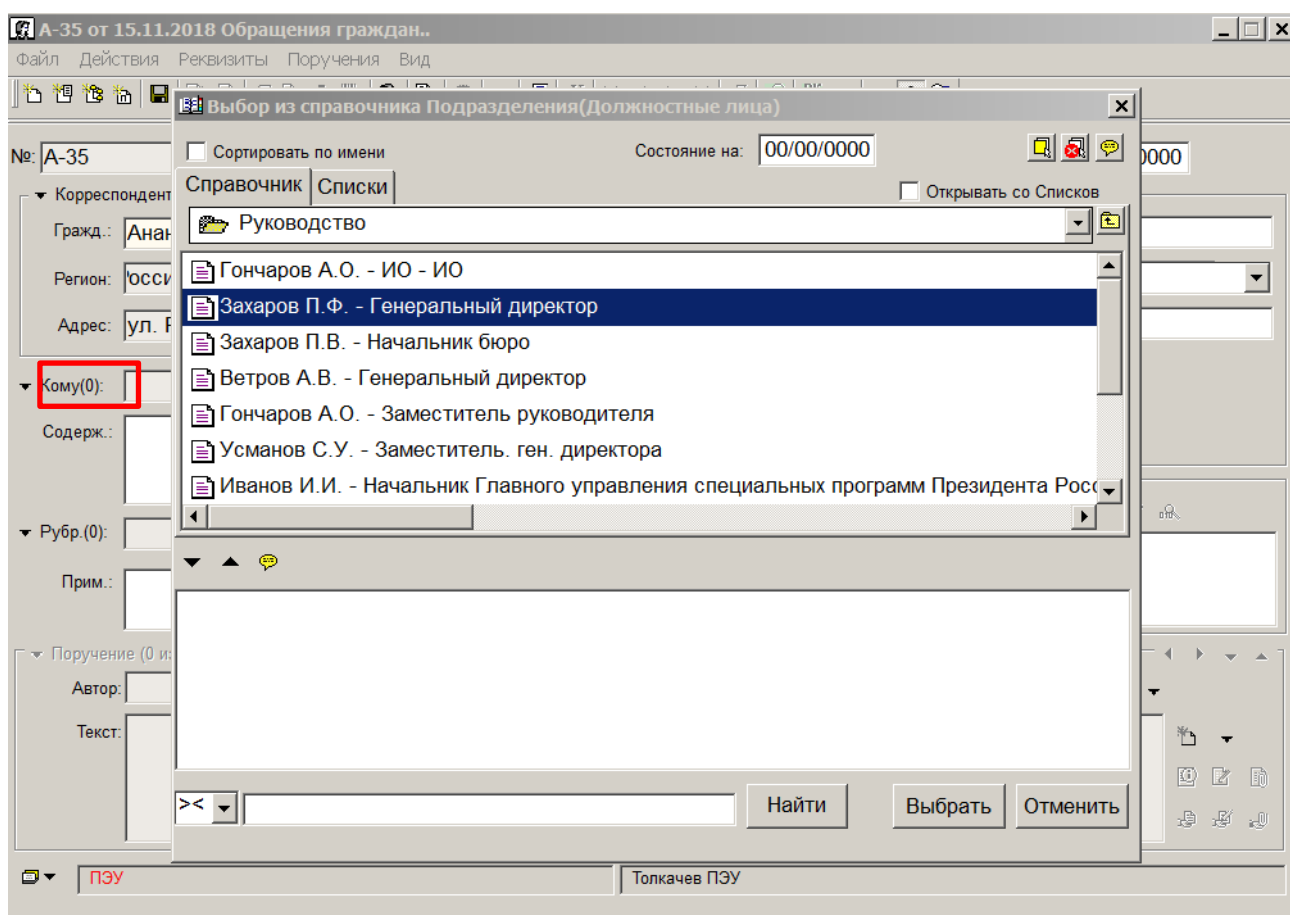 А-35 от 15.11.2018 Обращения граждан..
Файл Действия Реквизиты Поручения Вид
Выбор из справочника Подразделения(Должностные лица)
№: А-35
Сортировать по имени
Состояние на: 00/00/0000
0000
Корреспондент
Справочник Списки
Открывать со Списков
Гражд.:
Руководство
Регион:
Гончаров А.О. - ИО - ИО
Захаров П.Ф. - Генеральный директор
Адрес: ул.
Захаров П.В. - Начальник бюро
Кому(0):
Ветров А.В. - Генеральный директор
Гончаров А.О. - Заместитель руководителя
Содерж.:
Усманов С.У. - Заместитель. ген. директора
Иванов И.И. - Начальник Главного управления специальных программ Президента
Рубр.(0):
Прим.:
Поручение (0
Автор:
Текст:
>< Найти Выбрать Отменить
ПЭУ
Толкачев ПЭУ